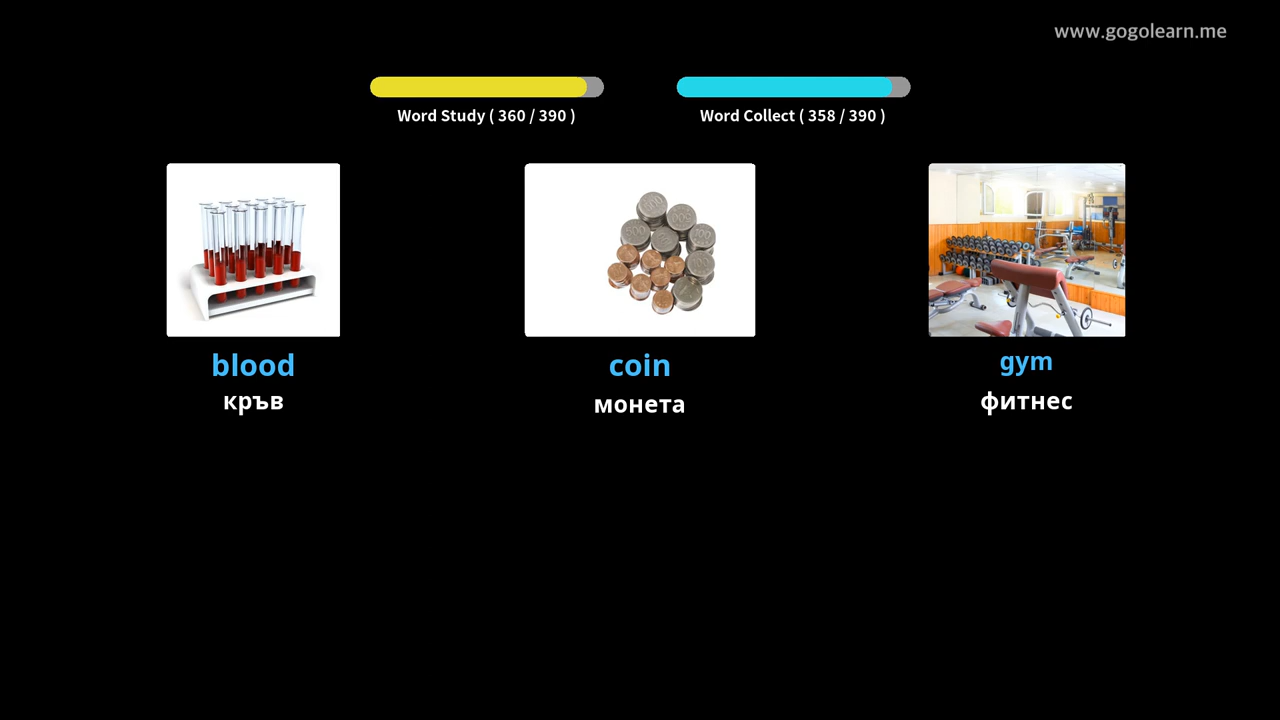 www.gogolearn.me
Word Study ( 360 / 390 )
Word Collect ( 358 / 390 )
blood
кръв
coin
монета
gym
фитнес